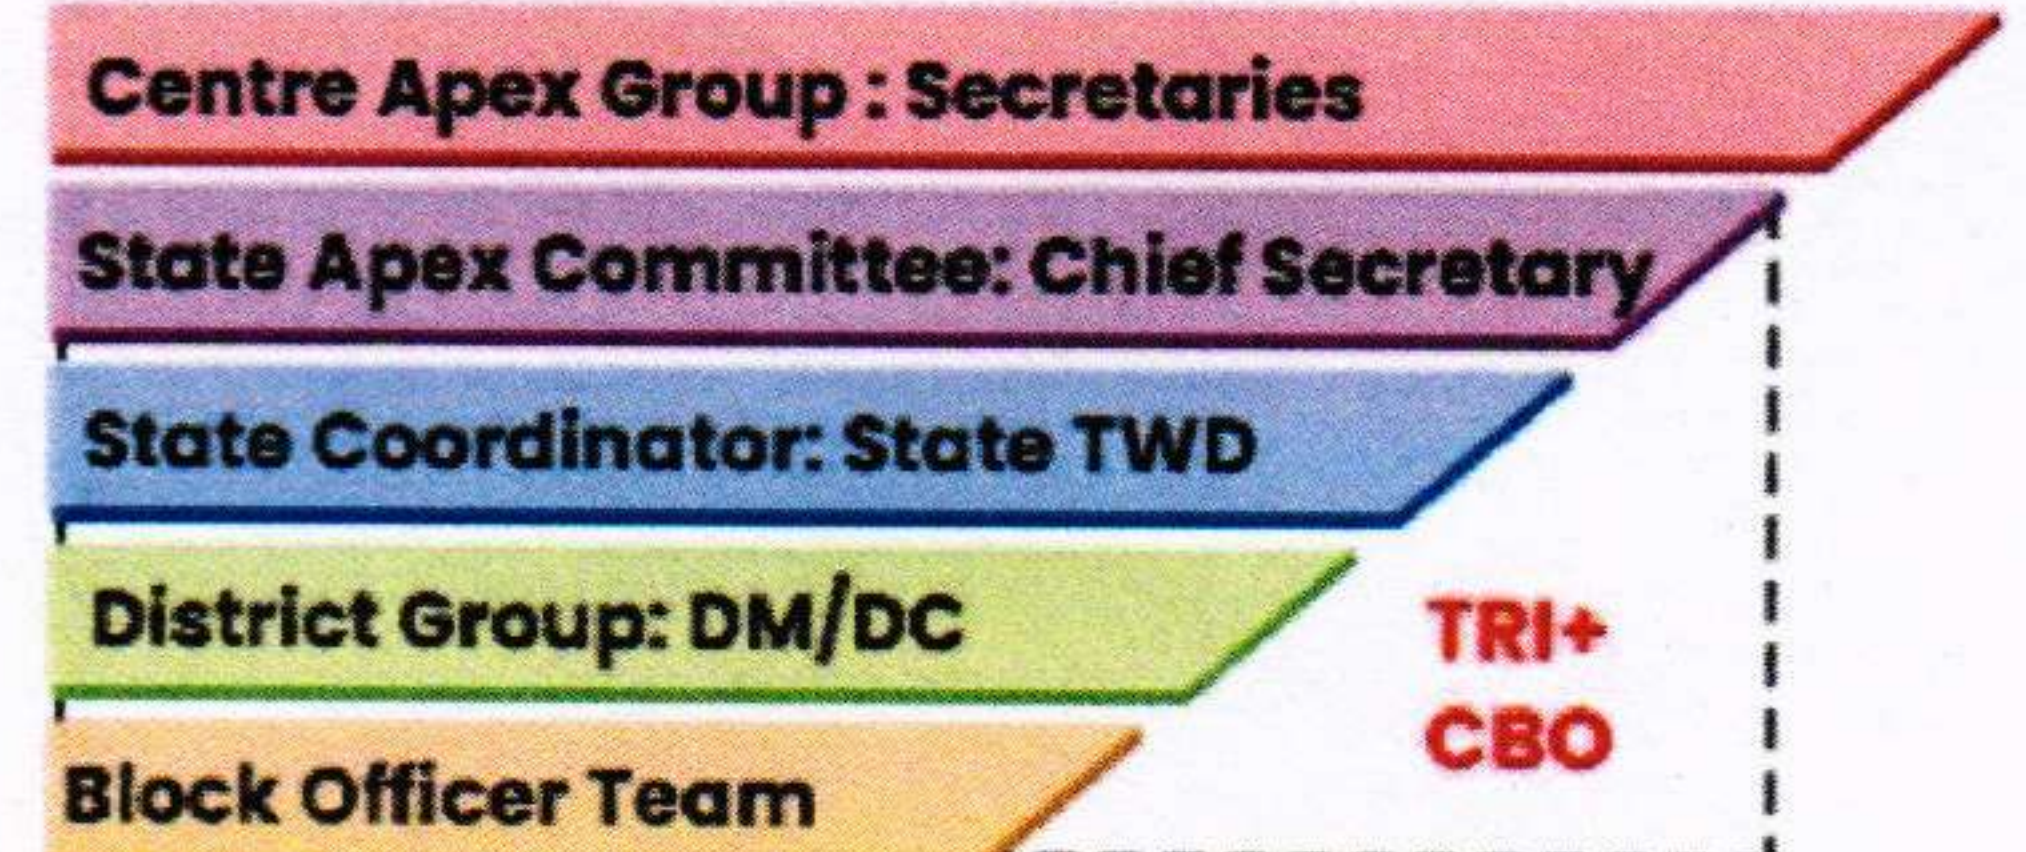 Centre Apex Group : Secretaries
State Apex Committee: Chief Secretary
State Coordinator: State TWD
District Group: DM/DC
TRI+
CBO
Block Officer Team